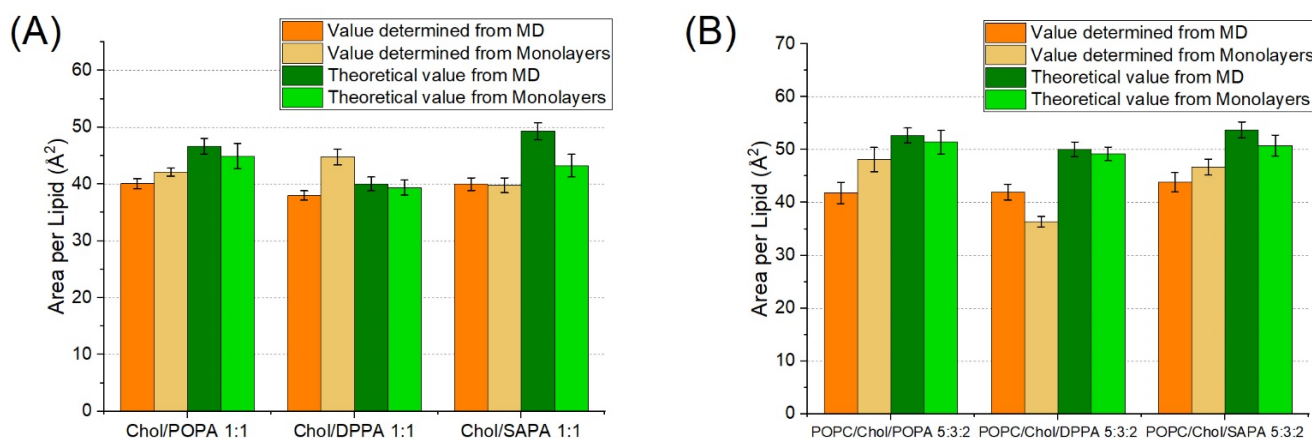 (A)
Value determined from MD
Value determined from Monolayers
Theoretical value from MD
Theoretical value from Monolayers
Area per Lipid (Å²)
60
50
40
30
20
10
0
Chol/POPA 1:1
Chol/DPPA 1:1
Chol/SAPA 1:1
(B)
Value determined from MD
Value determined from Monolayers
Theoretical value from MD
Theoretical value from Monolayers
Area per Lipid (Å²)
70
60
50
40
30
20
10
0
POPC/Chol/POPA 5:3:2
POPC/Chol/DPPA 5:3:2
POPC/Chol/SAPA 5:3:2